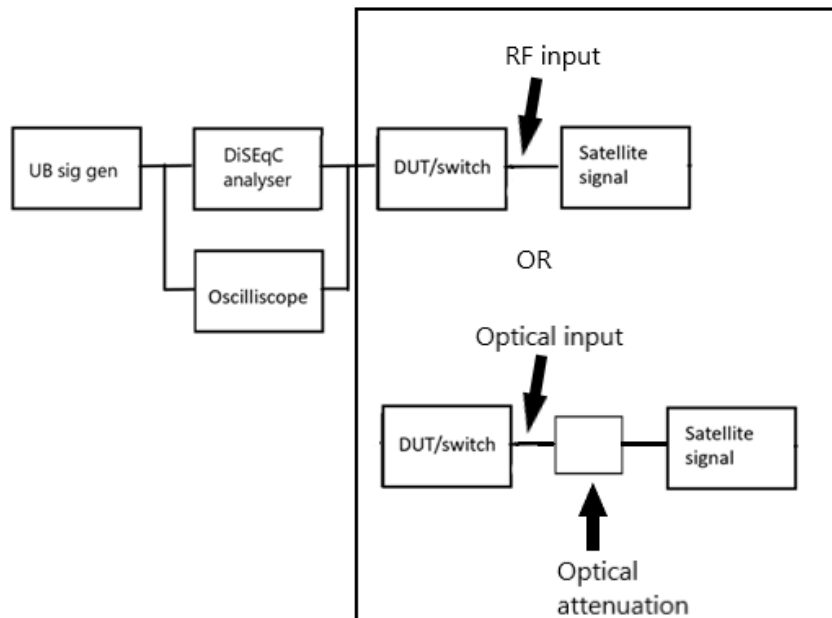 RF input
UB sig gen
DiSEqC
analyser
DUT/switch
Satellite
signal
Oscilliscope
OR
Optical input
DUT/switch
Satellite
signal
Optical
attenuation